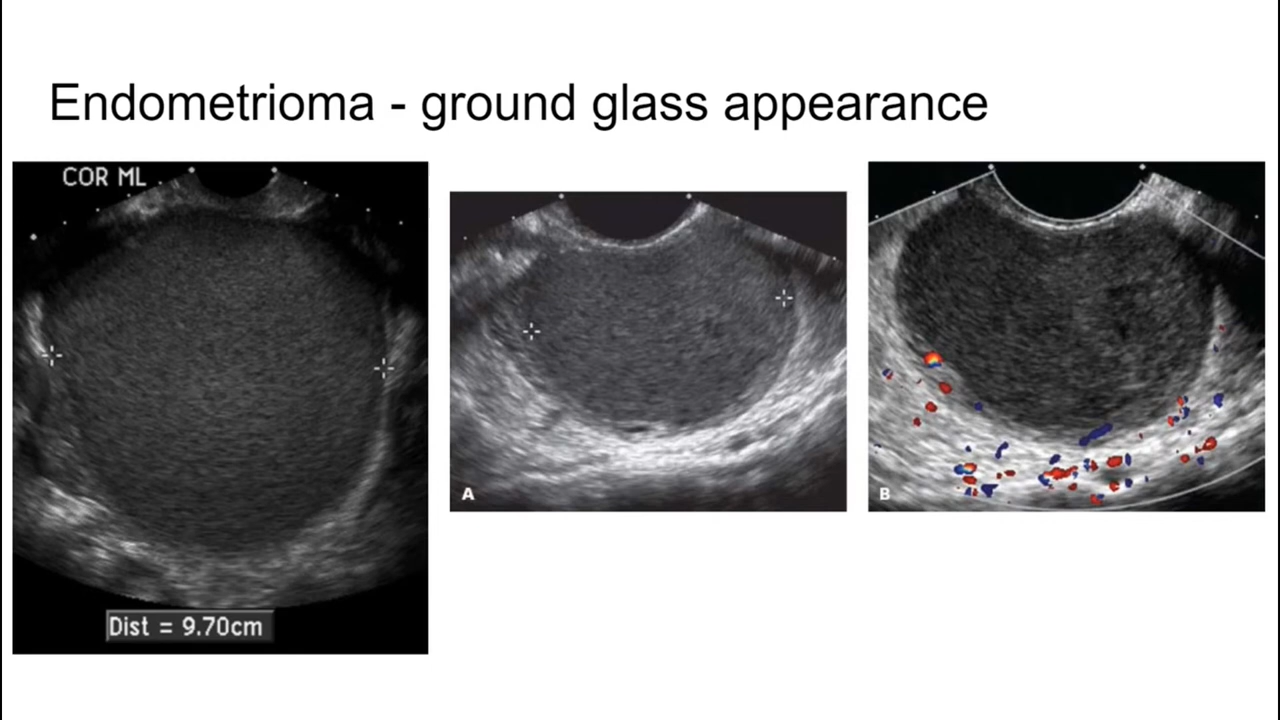 Endometrioma - ground glass appearance
COR ML
Dist = 9.70cm
A
B